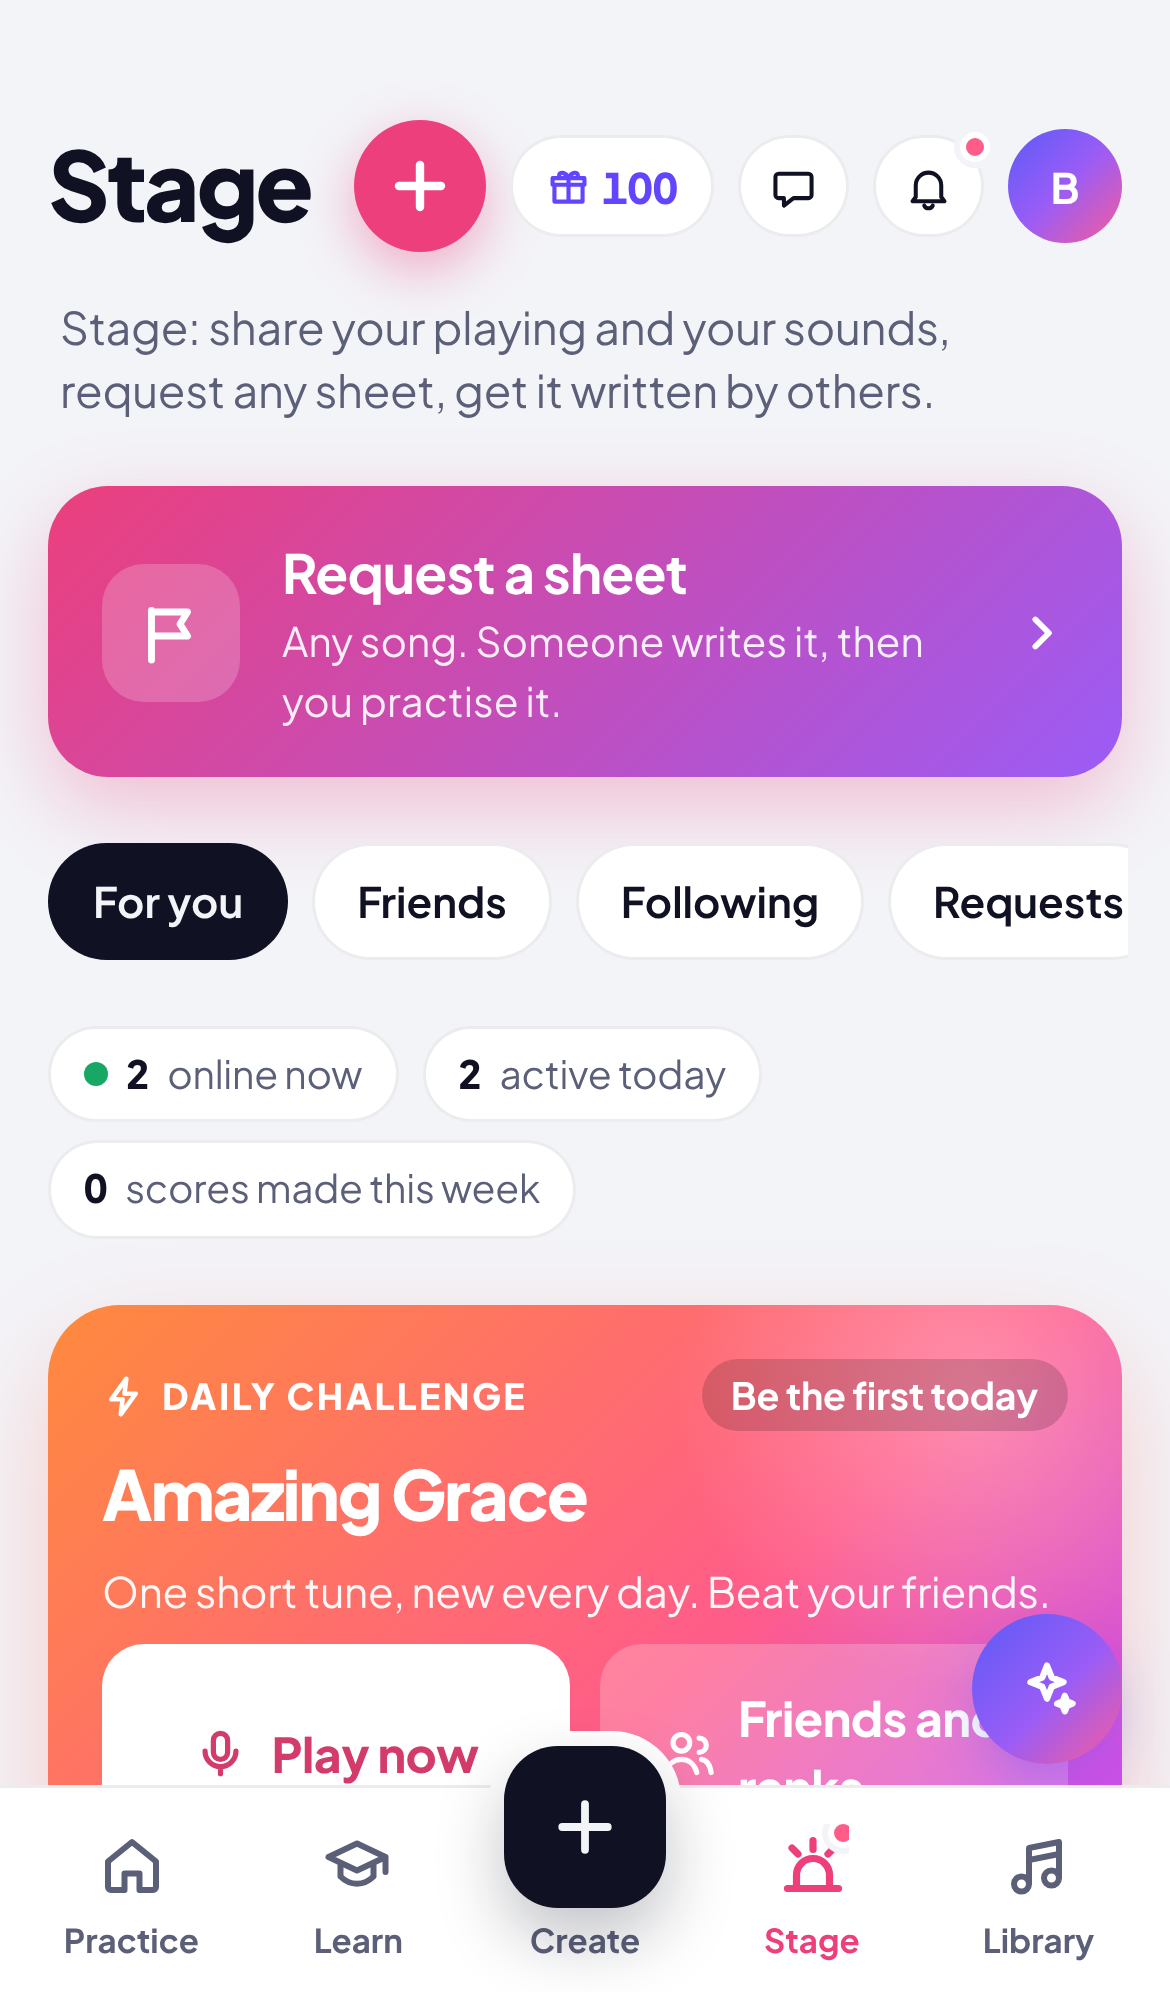 Stage
100
B
Stage: share your playing and your sounds,
request any sheet, get it written by others.
Request a sheet
Any song. Someone writes it, then
you practise it.
For you
Friends
Following
Requests
2 online now
2 active today
0 scores made this week
DAILY CHALLENGE
Be the first today
Amazing Grace
One short tune, new every day. Beat your friends.
Play now
Friends and
Practice
Learn
Create
Stage
Library